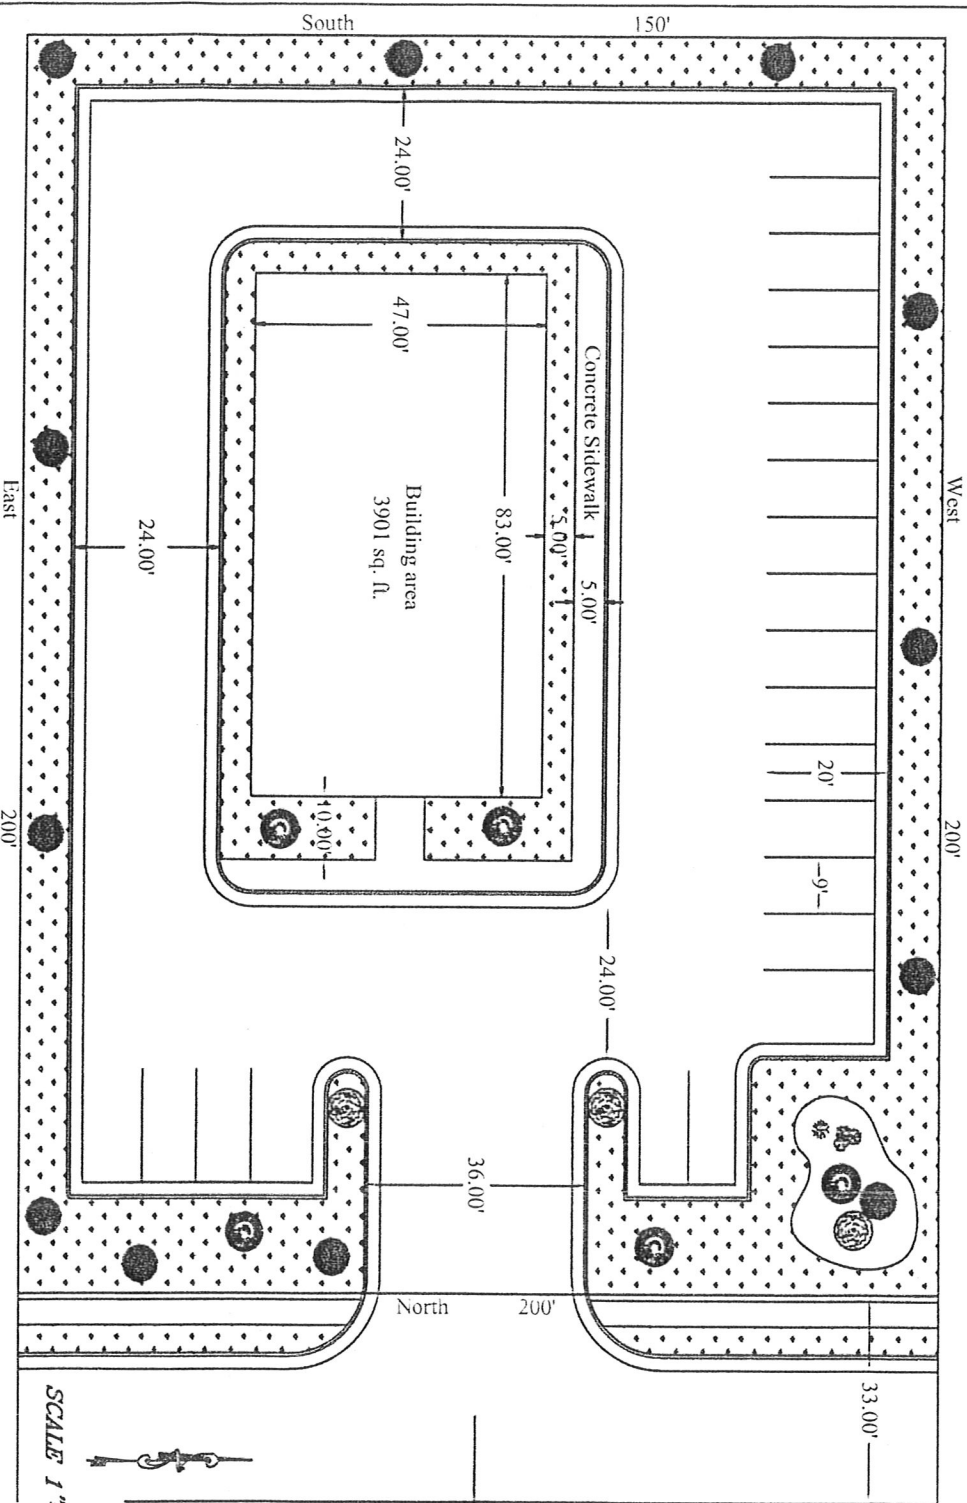 South
150'
24.00'
47.00'
Concrete Sidewalk
83.00'
5.00'
5.00'
Building area
3901 sq. ft.
24.00'
West
East
20'
9'
10.00'
200'
200'
24.00'
36.00'
North
200'
33.00'
SCALE 1"